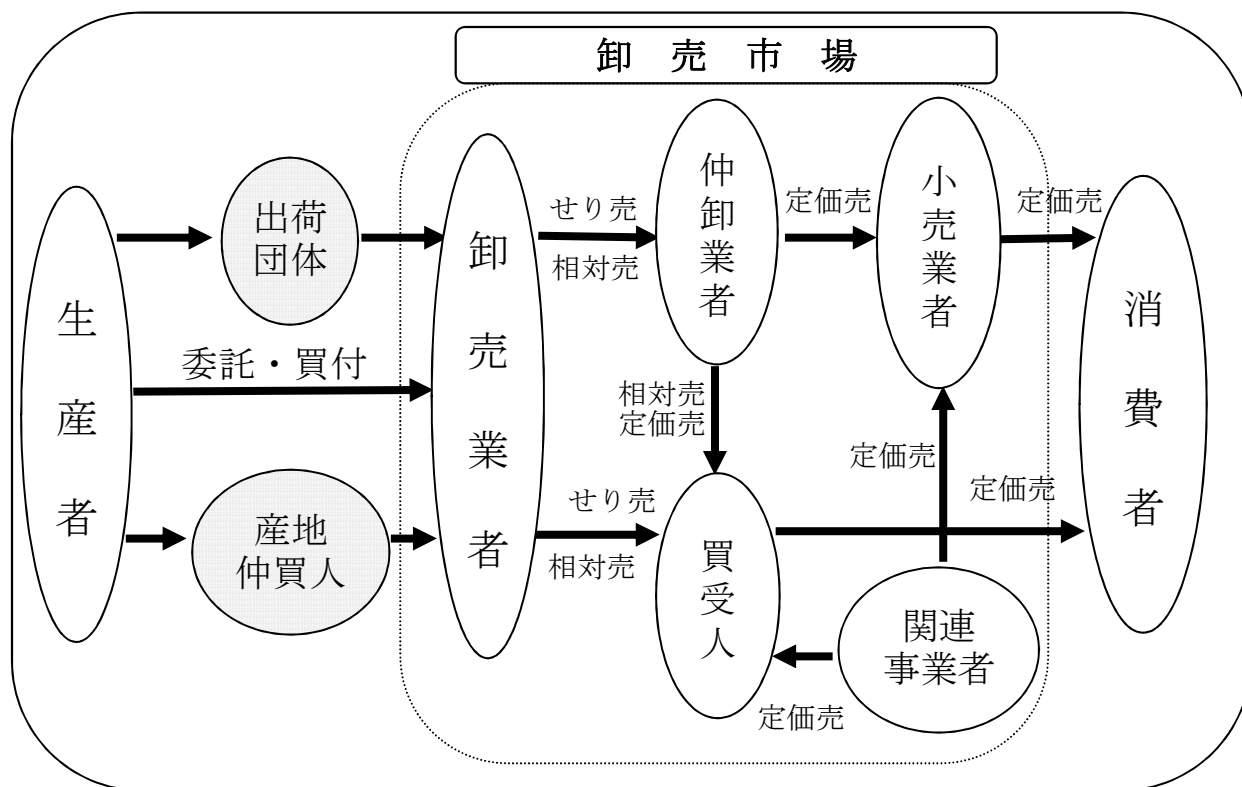 卸売市場
生産者
出荷
団体
委託・買付
産地
仲買人
卸売業者
せり売
相対売
せり売
相対売
仲卸業者
相対売
定価売
買受人
定価売
小売業者
定価売
定価売
関連
事業者
定価売
定価売
消費者